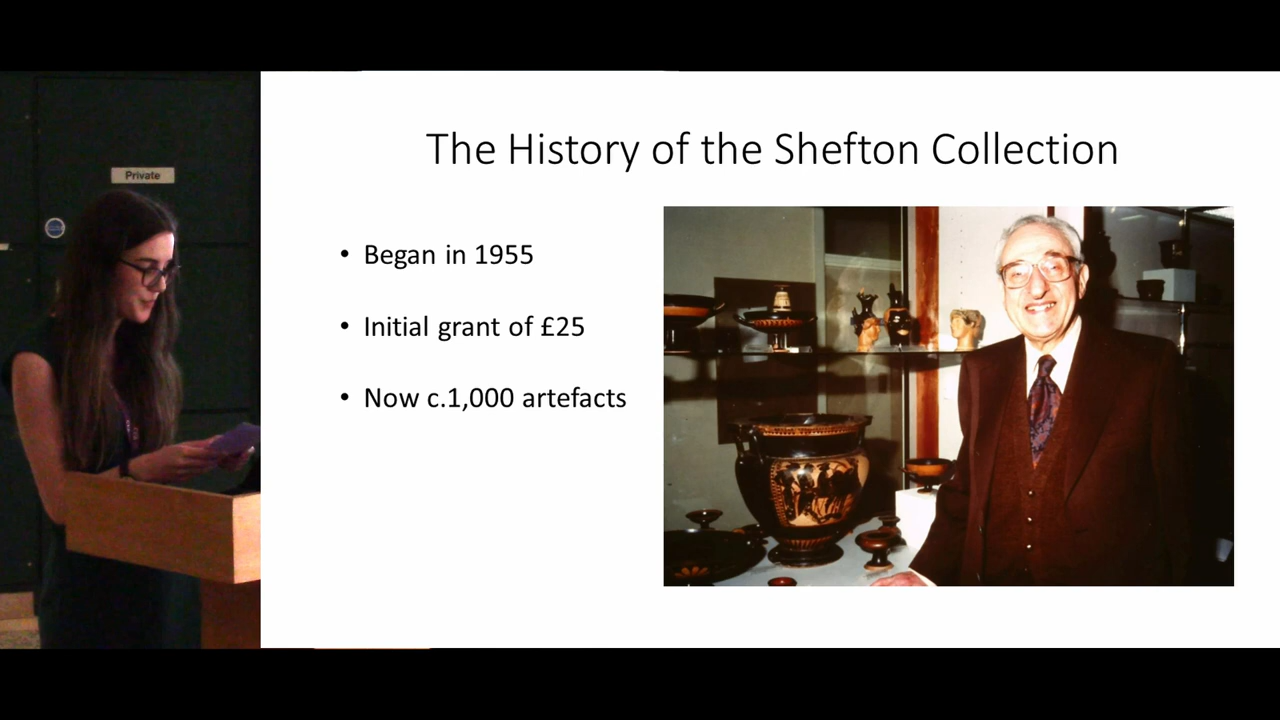 Private
The History of the Shefton Collection
• Began in 1955
• Initial grant of £25
• Now c.1,000 artefacts